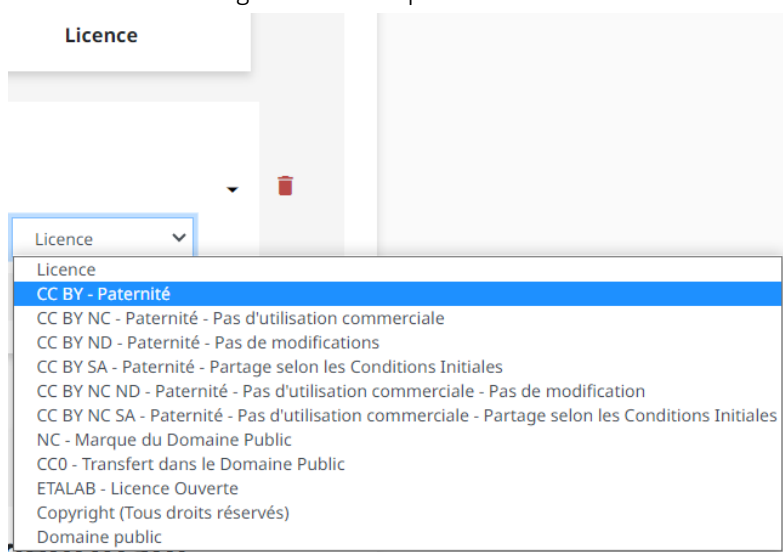 Licence
Licence
Licence
CC BY - Paternité
CC BY NC - Paternité - Pas d'utilisation commerciale
CC BY ND - Paternité - Pas de modifications
CC BY SA - Paternité - Partage selon les Conditions Initiales
CC BY NC ND - Paternité - Pas d'utilisation commerciale - Pas de modification
CC BY NC SA - Paternité - Pas d'utilisation commerciale - Partage selon les Conditions Initiales
NC - Marque du Domaine Public
CC0 - Transfert dans le Domaine Public
ETALAB - Licence Ouverte
Copyright (Tous droits réservés)
Domaine public